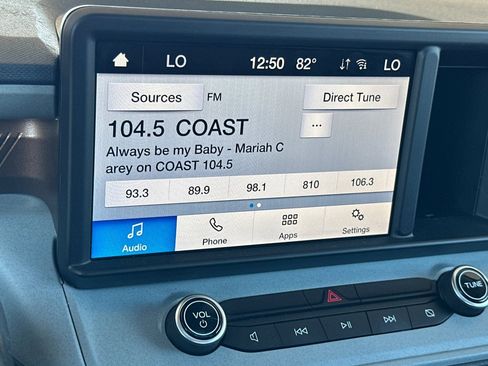 LO 12:50 82° LO
Sources FM Direct Tune
104.5 COAST ...
Always be my Baby - Mariah C
arey on COAST 104.5
93.3 89.9 98.1 810 106.3
Audio Phone Apps Settings
VOL TUNE